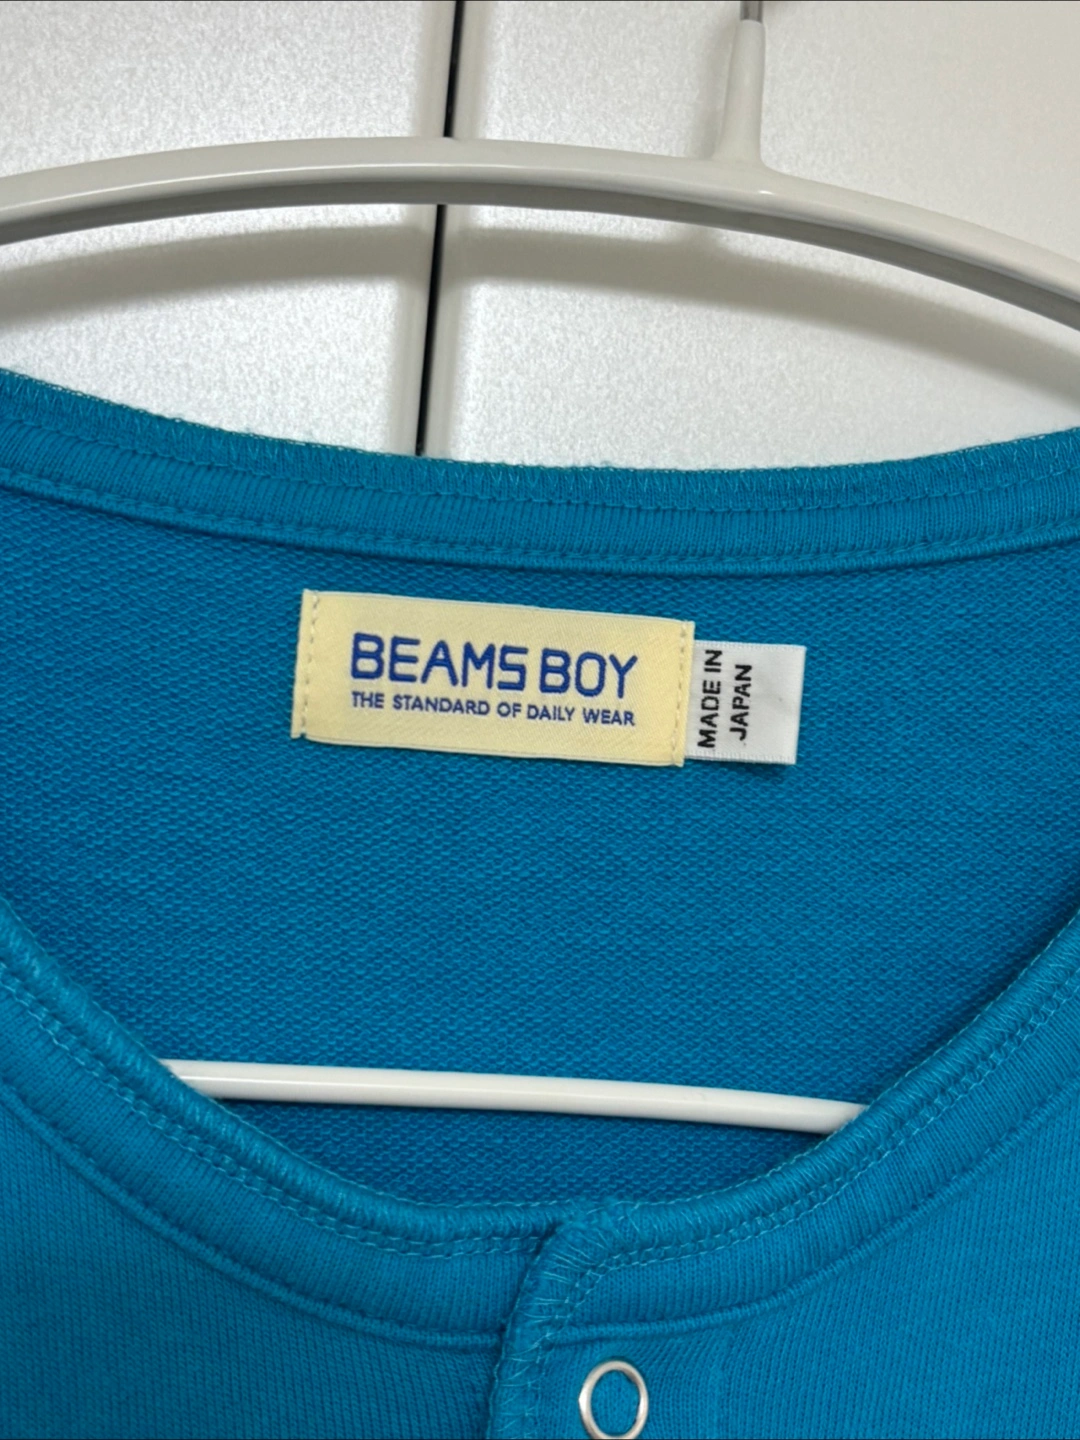 BEAMS BOY
THE STANDARD OF DAILY WEAR
MADE IN
JAPAN